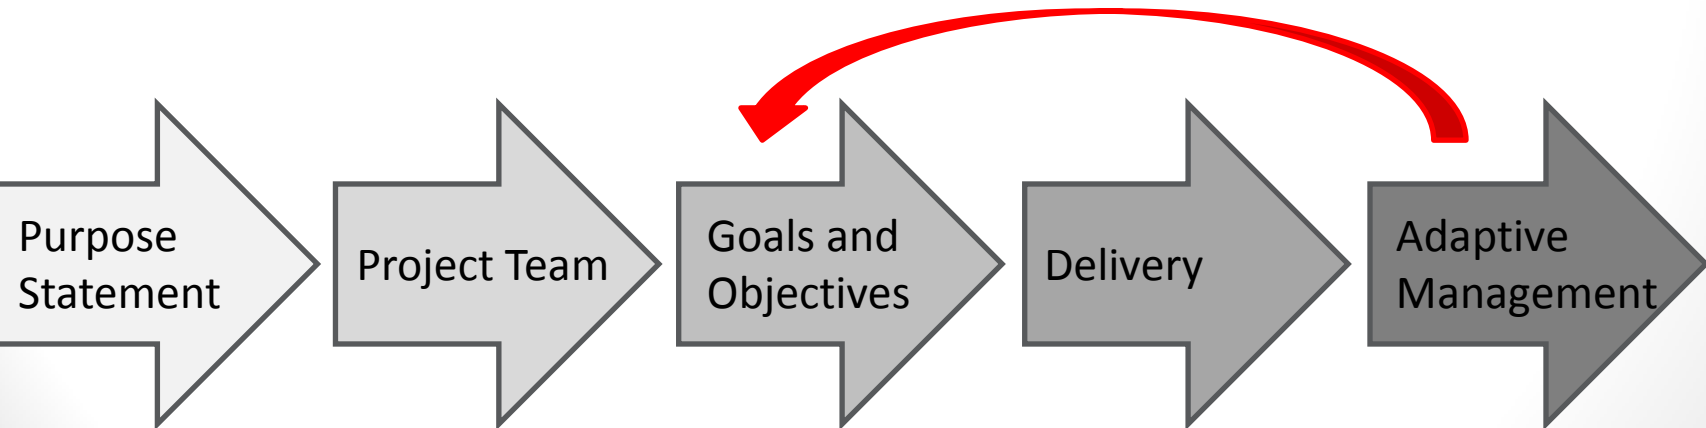 Purpose
Statement
Project Team
Goals and
Objectives
Delivery
Adaptive
Management